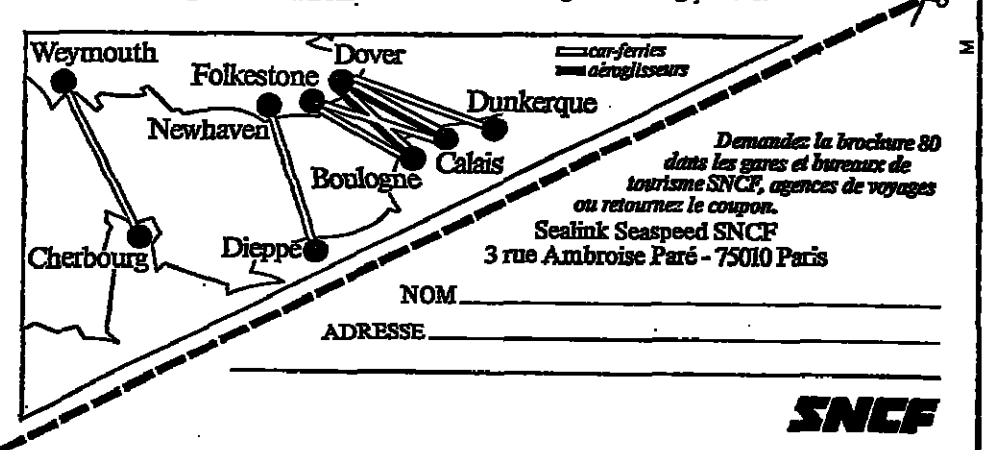 Weymouth
Dover
car-ferries
aéroglisseurs
Folkestone
Dunkerque
Newhaven
Calais
Boulogne
Cherbourg
Dieppe
Demandez la brochure 80
dans les gares et bureaux de
tourisme SNCF, agences de voyages
ou retournez le coupon.
Sealink Seaspeed SNCF
3 rue Ambroise Paré - 75010 Paris
NOM
ADRESSE
SNCF
M